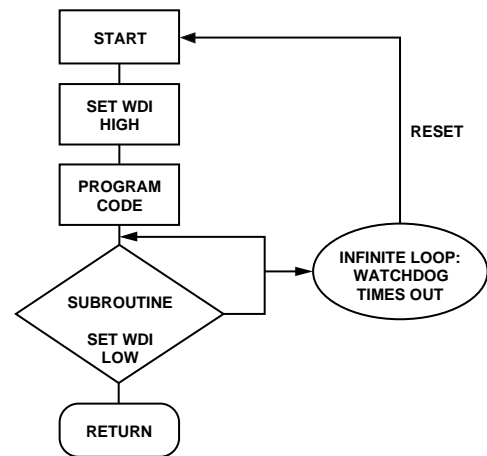 START
SET WDI
HIGH
RESET
PROGRAM
CODE
INFINITE LOOP:
WATCHDOG
TIMES OUT
SUBROUTINE
SET WDI
LOW
RETURN